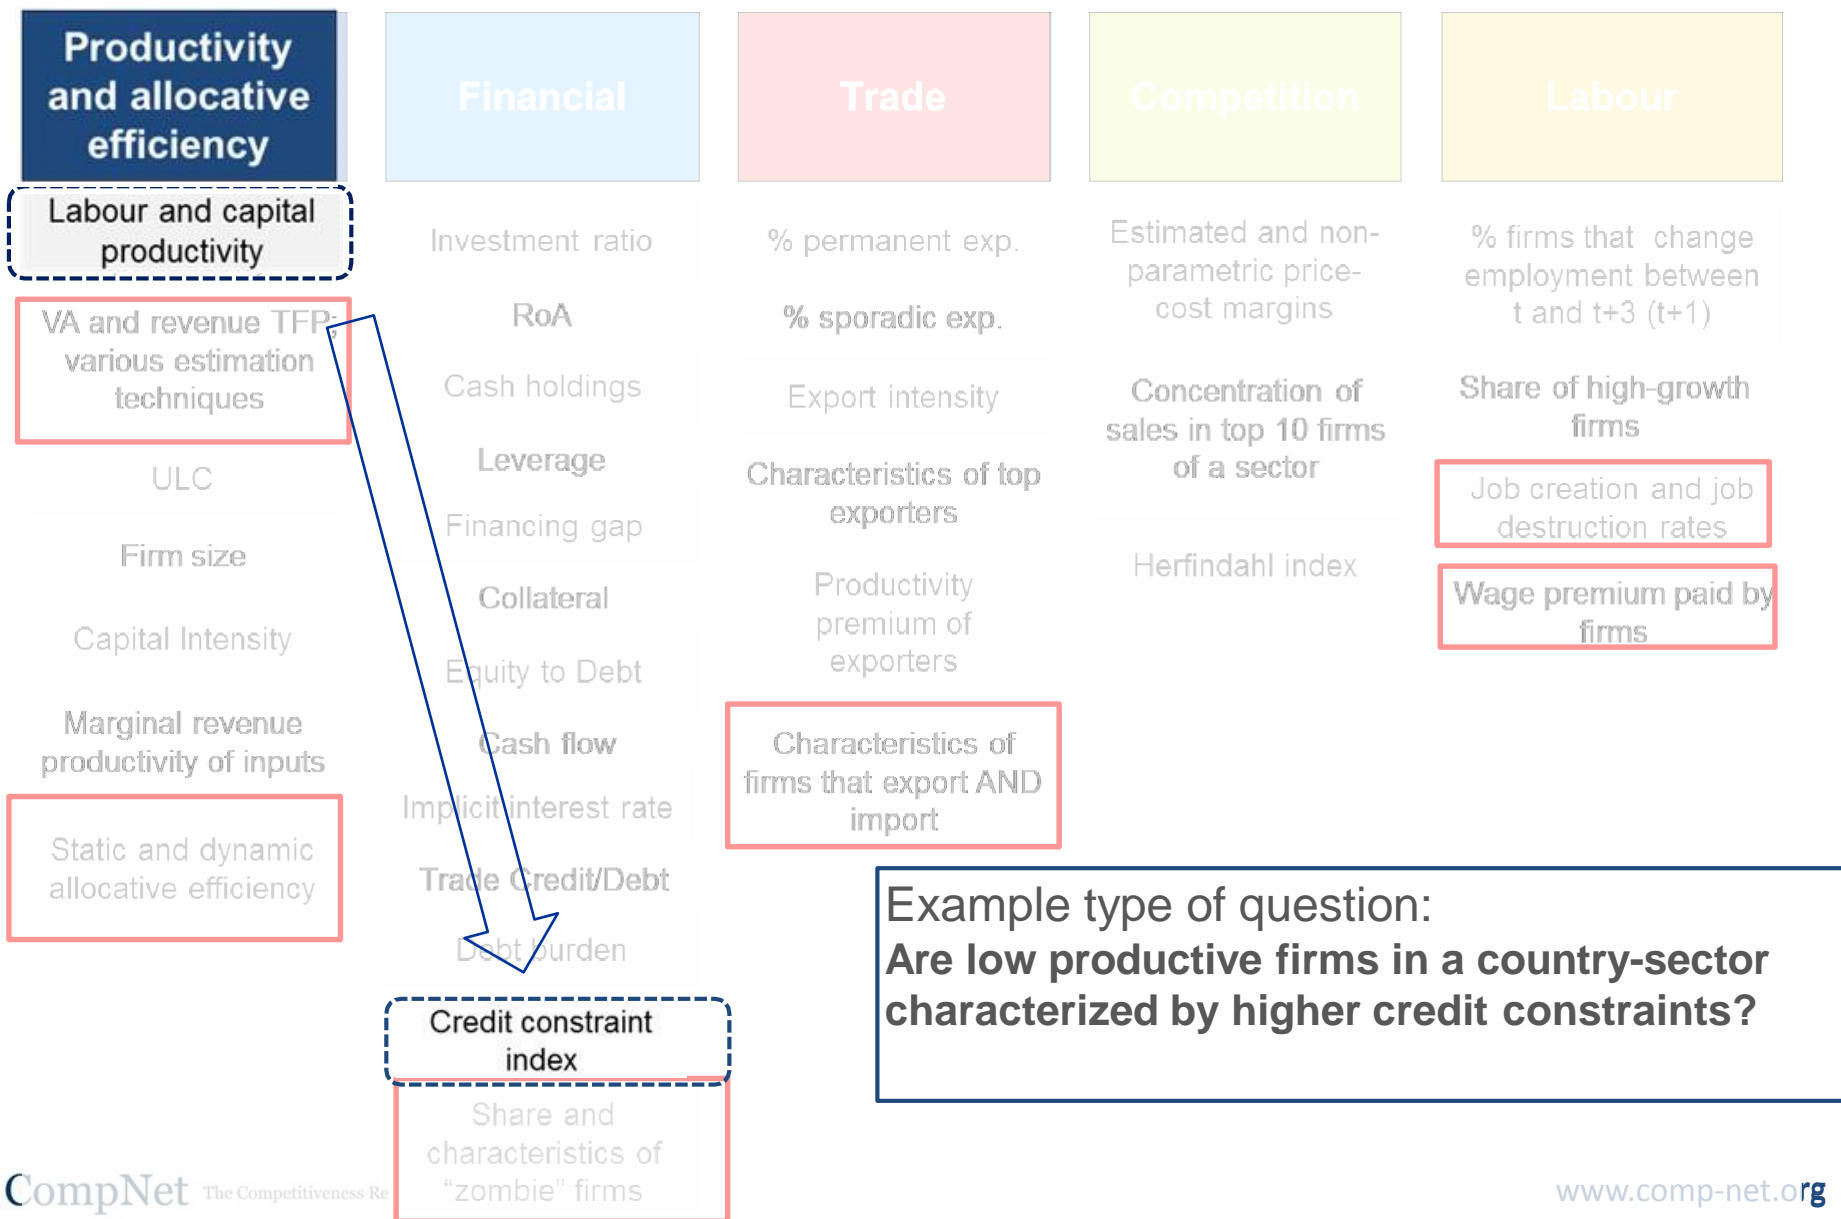 Productivity
and allocative
efficiency
Labour and capital
productivity
VA and revenue TFP;
various estimation
techniques
ULC
Firm size
Capital Intensity
Marginal revenue
productivity of inputs
Static and dynamic
allocative efficiency
Financial
Investment ratio
RoA
Cash holdings
Leverage
Financing gap
Collateral
Equity to Debt
Cash flow
Implicit interest rate
Trade Credit/Debt
Debt burden
Credit constraint
index
Share and
characteristics of
“zombie” firms
Trade
% permanent exp.
% sporadic exp.
Export intensity
Characteristics of top
exporters
Productivity
premium of
exporters
Characteristics of
firms that export AND
import
Competition
Estimated and non-
parametric price-
cost margins
Concentration of
sales in top 10 firms
of a sector
Herfindahl index
Labour
% firms that change
employment between
t and t+3 (t+1)
Share of high-growth
firms
Job creation and job
destruction rates
Wage premium paid by
firms
Example type of question:
Are low productive firms in a country-sector
characterized by higher credit constraints?
CompNet The Competitiveness Re
www.comp-net.org